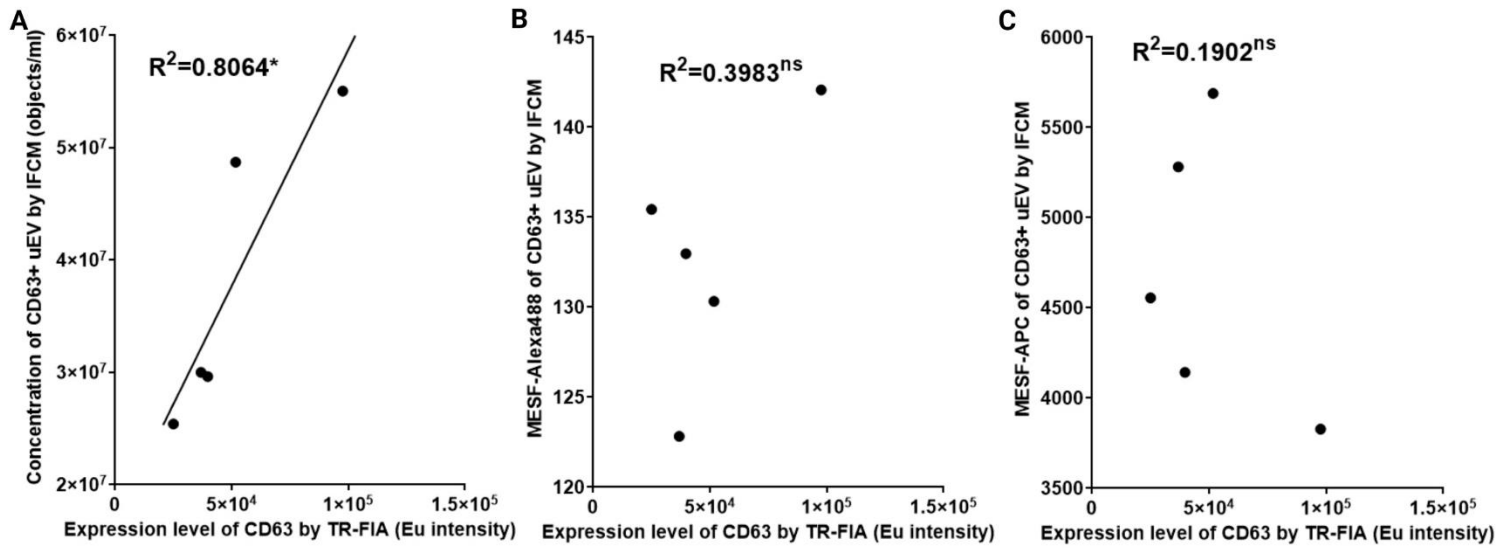 A
Concentration of CD63+ uEV by IFCM (objects/ml)
R²=0.8064*
6×10⁷
5×10⁷
4×10⁷
3×10⁷
2×10⁷
0
5×10⁴
1×10⁵
1.5×10⁵
Expression level of CD63 by TR-FIA (Eu intensity)
B
MESF-Alexa488 of CD63+ uEV by IFCM
R²=0.3983ⁿˢ
145
140
135
130
125
120
0
5×10⁴
1×10⁵
1.5×10⁵
Expression level of CD63 by TR-FIA (Eu intensity)
C
MESF-APC of CD63+ uEV by IFCM
R²=0.1902ⁿˢ
6000
5500
5000
4500
4000
3500
0
5×10⁴
1×10⁵
1.5×10⁵
Expression level of CD63 by TR-FIA (Eu intensity)